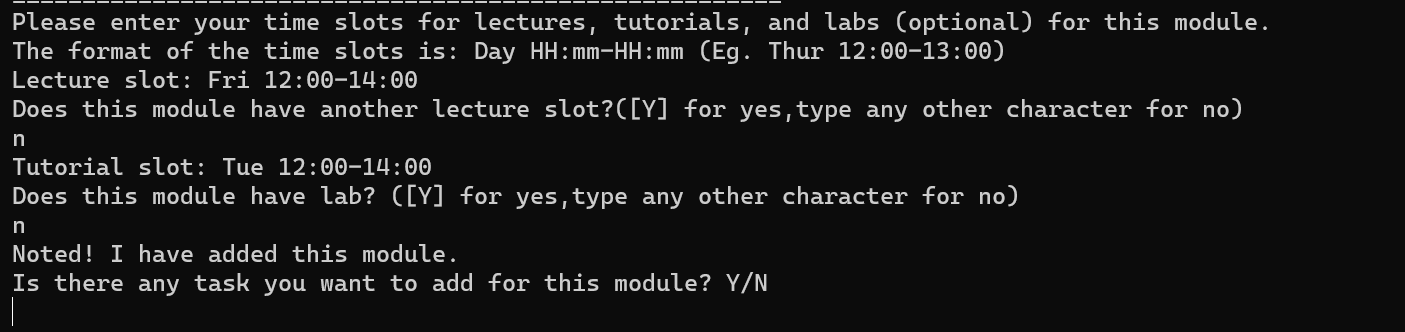 Please enter your time slots for lectures, tutorials, and labs (optional) for this module.
The format of the time slots is: Day HH:mm-HH:mm (Eg. Thur 12:00-13:00)
Lecture slot: Fri 12:00-14:00
Does this module have another lecture slot?([Y] for yes,type any other character for no)
n
Tutorial slot: Tue 12:00-14:00
Does this module have lab? ([Y] for yes,type any other character for no)
n
Noted! I have added this module.
Is there any task you want to add for this module? Y/N